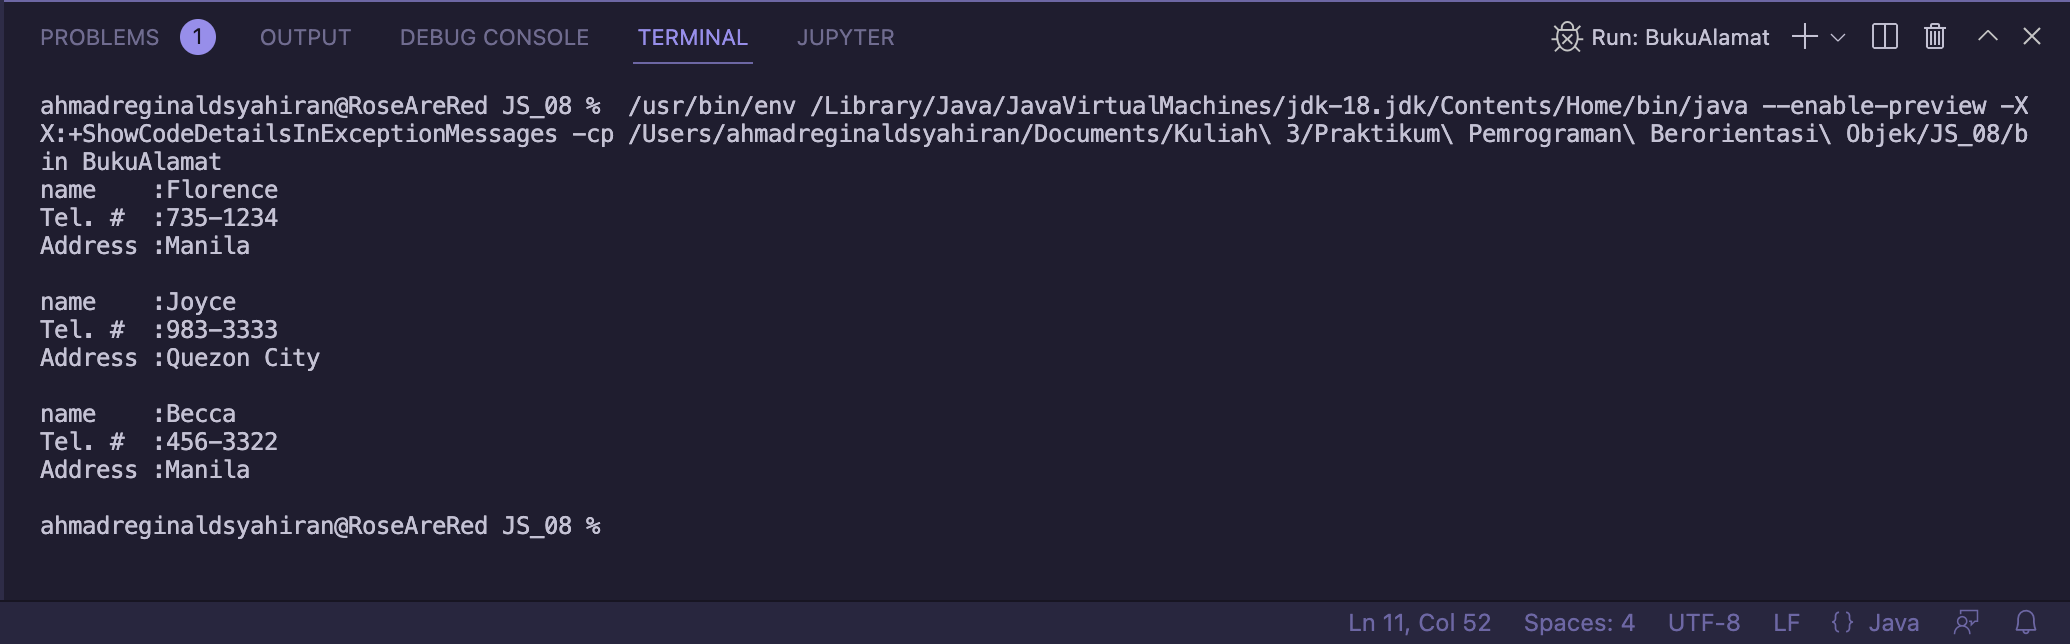 PROBLEMS 1 OUTPUT DEBUG CONSOLE TERMINAL JUPYTER Run: BukuAlamat
ahmadreginaldsyahiran@RoseAreRed JS_08 %  /usr/bin/env /Library/Java/JavaVirtualMachines/jdk-18.jdk/Contents/Home/bin/java --enable-preview -X
X:+ShowCodeDetailsInExceptionMessages -cp /Users/ahmadreginaldsyahiran/Documents/Kuliah\ 3/Praktikum\ Pemrograman\ Berorientasi\ Objek/JS_08/b
in BukuAlamat
name    :Florence
Tel. #  :735-1234
Address :Manila
name    :Joyce
Tel. #  :983-3333
Address :Quezon City
name    :Becca
Tel. #  :456-3322
Address :Manila
ahmadreginaldsyahiran@RoseAreRed JS_08 %
Ln 11, Col 52 Spaces: 4 UTF-8 LF {} Java